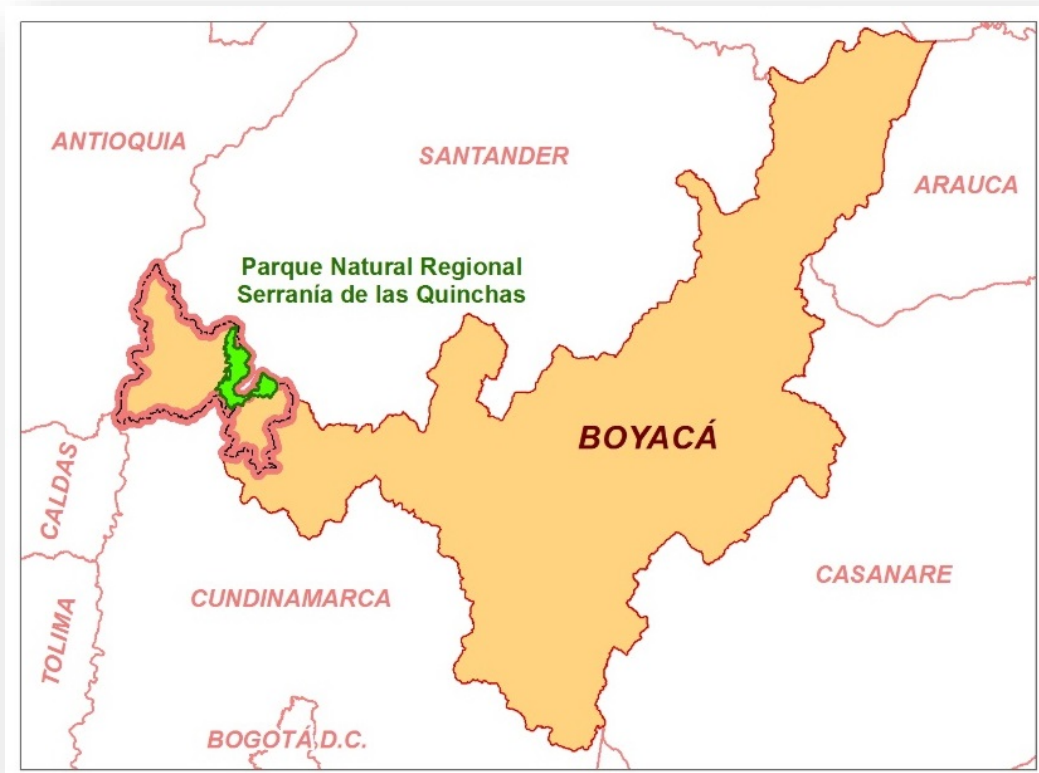 ANTIOQUIA
SANTANDER
ARAUCA
Parque Natural Regional
Serranía de las Quinchas
BOYACÁ
CALDAS
CASANARE
CUNDINAMARCA
TOLIMA
BOGOTÁ D.C.